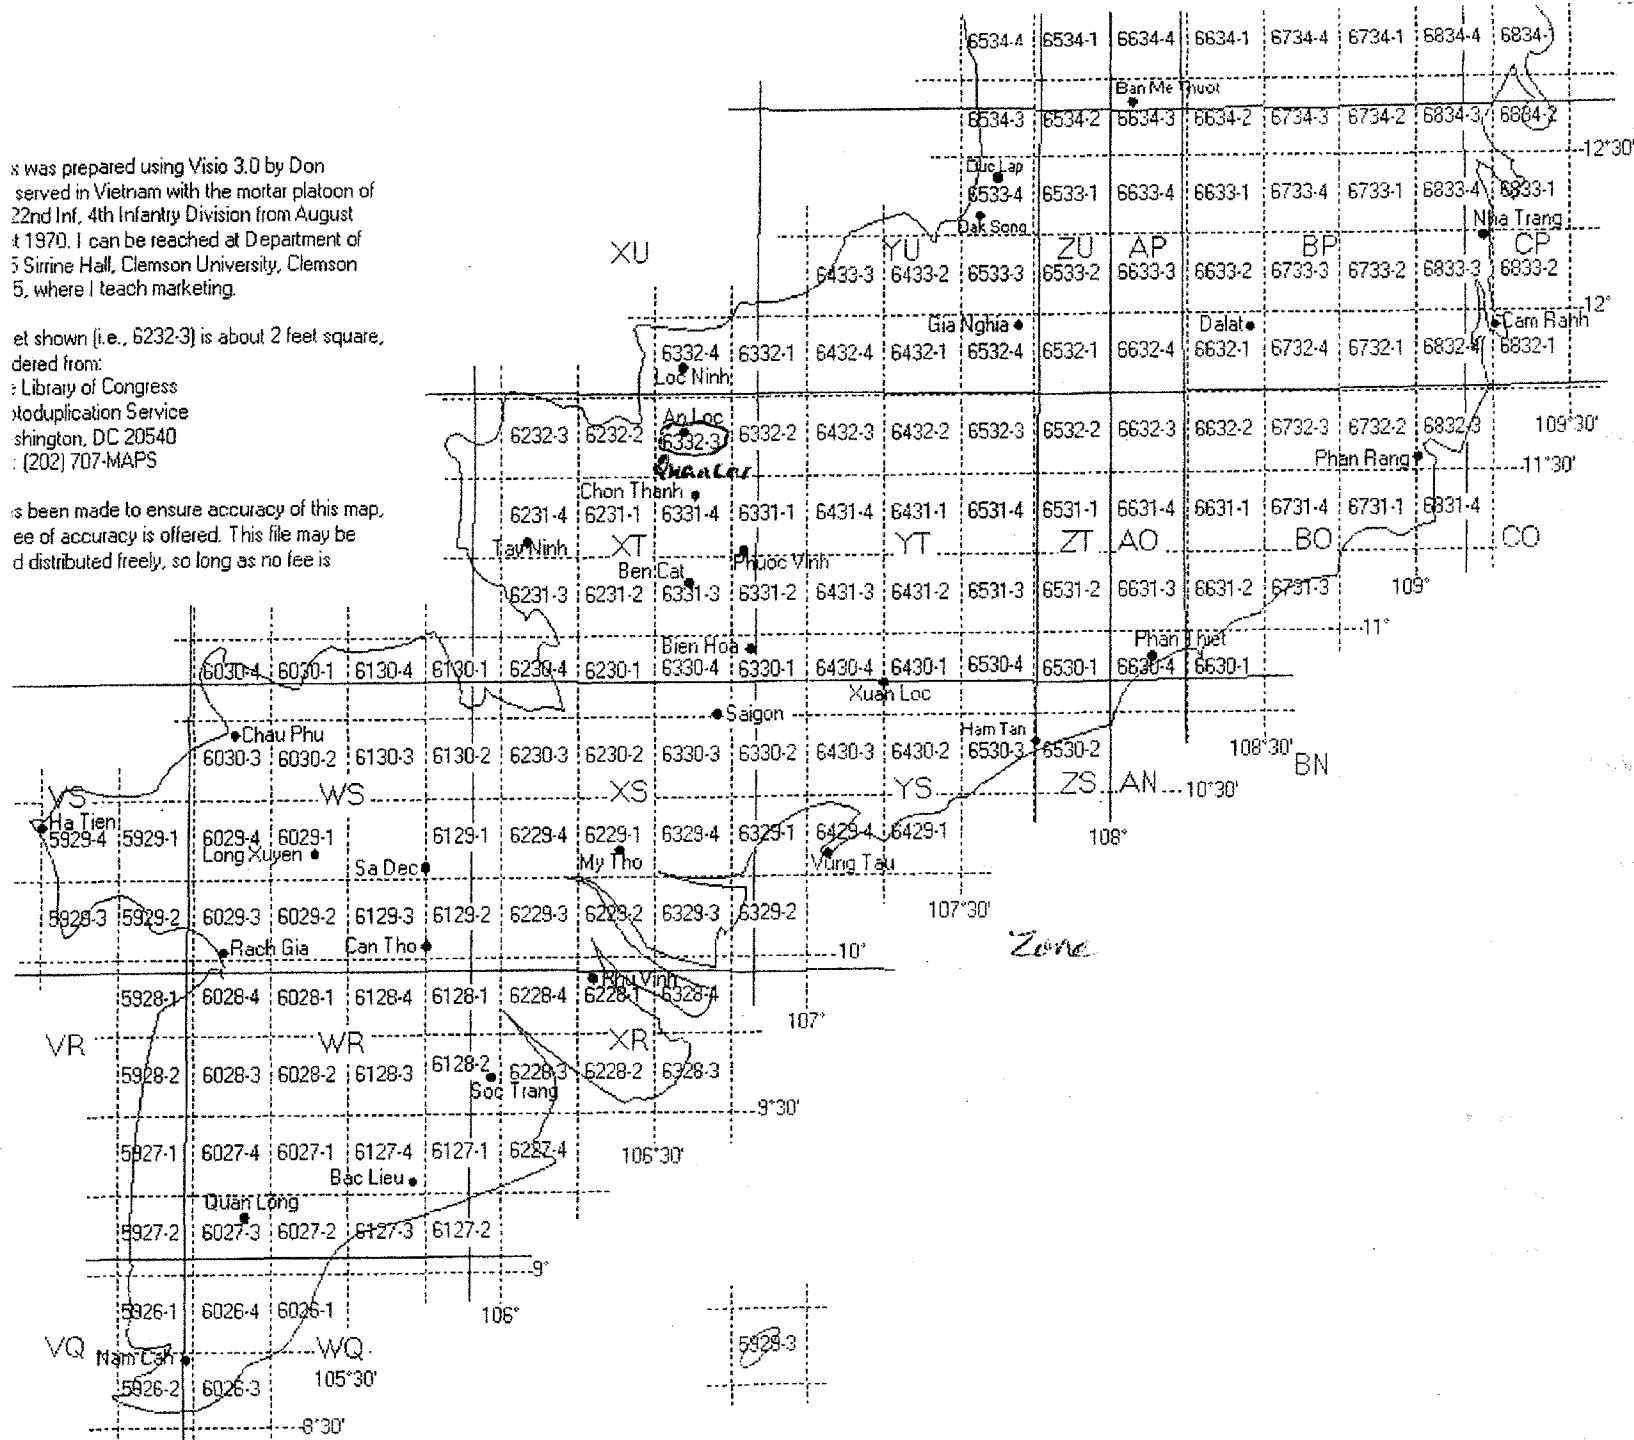 6534-4 6534-1 6634-4 6634-1 6734-4 6734-1 6834-4 6834-1
Ban Me Thuot
6534-3 6534-2 6634-3 6634-2 6734-3 6734-2 6834-3 6834-2
12°30'
x was prepared using Visio 3.0 by Don
served in Vietnam with the mortar platoon of
22nd Inf, 4th Infantry Division from August
t 1970. I can be reached at Department of
5 Sirrine Hall, Clemson University, Clemson
5, where I teach marketing.
Duc Lap
6533-4 6533-1 6633-4 6633-1 6733-4 6733-1 6833-4 6833-1
Dak Song Nha Trang
XU YU ZU AP BP CP
6433-3 6433-2 6533-3 6533-2 6633-3 6633-2 6733-3 6733-2 6833-3 6833-2
12°
et shown (i.e., 6232-3) is about 2 feet square,
dered from:
Library of Congress
otoduplication Service
shington, DC 20540
: (202) 707-MAPS
Gia Nghia Dalat Cam Ranh
6332-4 6332-1 6432-4 6432-1 6532-4 6532-1 6632-4 6632-1 6732-4 6732-1 6832-4 6832-1
Loc Ninh
An Loc
6232-3 6232-2 6332-3 6332-2 6432-3 6432-2 6532-3 6532-2 6632-3 6632-2 6732-3 6732-2 6832-3 109°30'
Quan Loi
Phan Rang 11°30'
Chon Thanh
s been made to ensure accuracy of this map,
ee of accuracy is offered. This file may be
d distributed freely, so long as no fee is
6231-4 6231-1 6331-4 6331-1 6431-4 6431-1 6531-4 6531-1 6631-4 6631-1 6731-4 6731-1 6831-4
Tay Ninh XT YT ZT AO BO CO
Ben Cat Phuoc Vinh
6231-3 6231-2 6331-3 6331-2 6431-3 6431-2 6531-3 6531-2 6631-3 6631-2 6731-3 109°
11°
Bien Hoa Phan Thiet
6030-4 6030-1 6130-4 6130-1 6230-4 6230-1 6330-4 6330-1 6430-4 6430-1 6530-4 6530-1 6630-4 6630-1
Xuan Loc
Saigon
Chau Phu Ham Tan
6030-3 6030-2 6130-3 6130-2 6230-3 6230-2 6330-3 6330-2 6430-3 6430-2 6530-3 6530-2 108°30'
VS WS XS YS ZS AN 10°30' BN
Ha Tien
5929-4 5929-1 6029-4 6029-1 6129-1 6229-4 6229-1 6329-4 6329-1 6429-4 6429-1 108°
Long Xuyen Sa Dec My Tho Vung Tau
5929-3 5929-2 6029-3 6029-2 6129-3 6129-2 6229-3 6229-2 6329-3 6329-2 107°30'
Rach Gia Can Tho 10° Zone
Phu Vinh
5928-1 6028-4 6028-1 6128-4 6128-1 6228-4 6228-1 6328-4
107°
VR WR XR
5928-2 6028-3 6028-2 6128-3 6128-2 6228-3 6228-2 6328-3
Soc Trang
9°30'
5927-1 6027-4 6027-1 6127-4 6127-1 6227-4 106°30'
Bac Lieu
Quan Long
5927-2 6027-3 6027-2 6127-3 6127-2
9°
5926-1 6026-4 6026-1 106°
VQ Nam Can WQ 5929-3
105°30'
5926-2 6026-3
8°30'